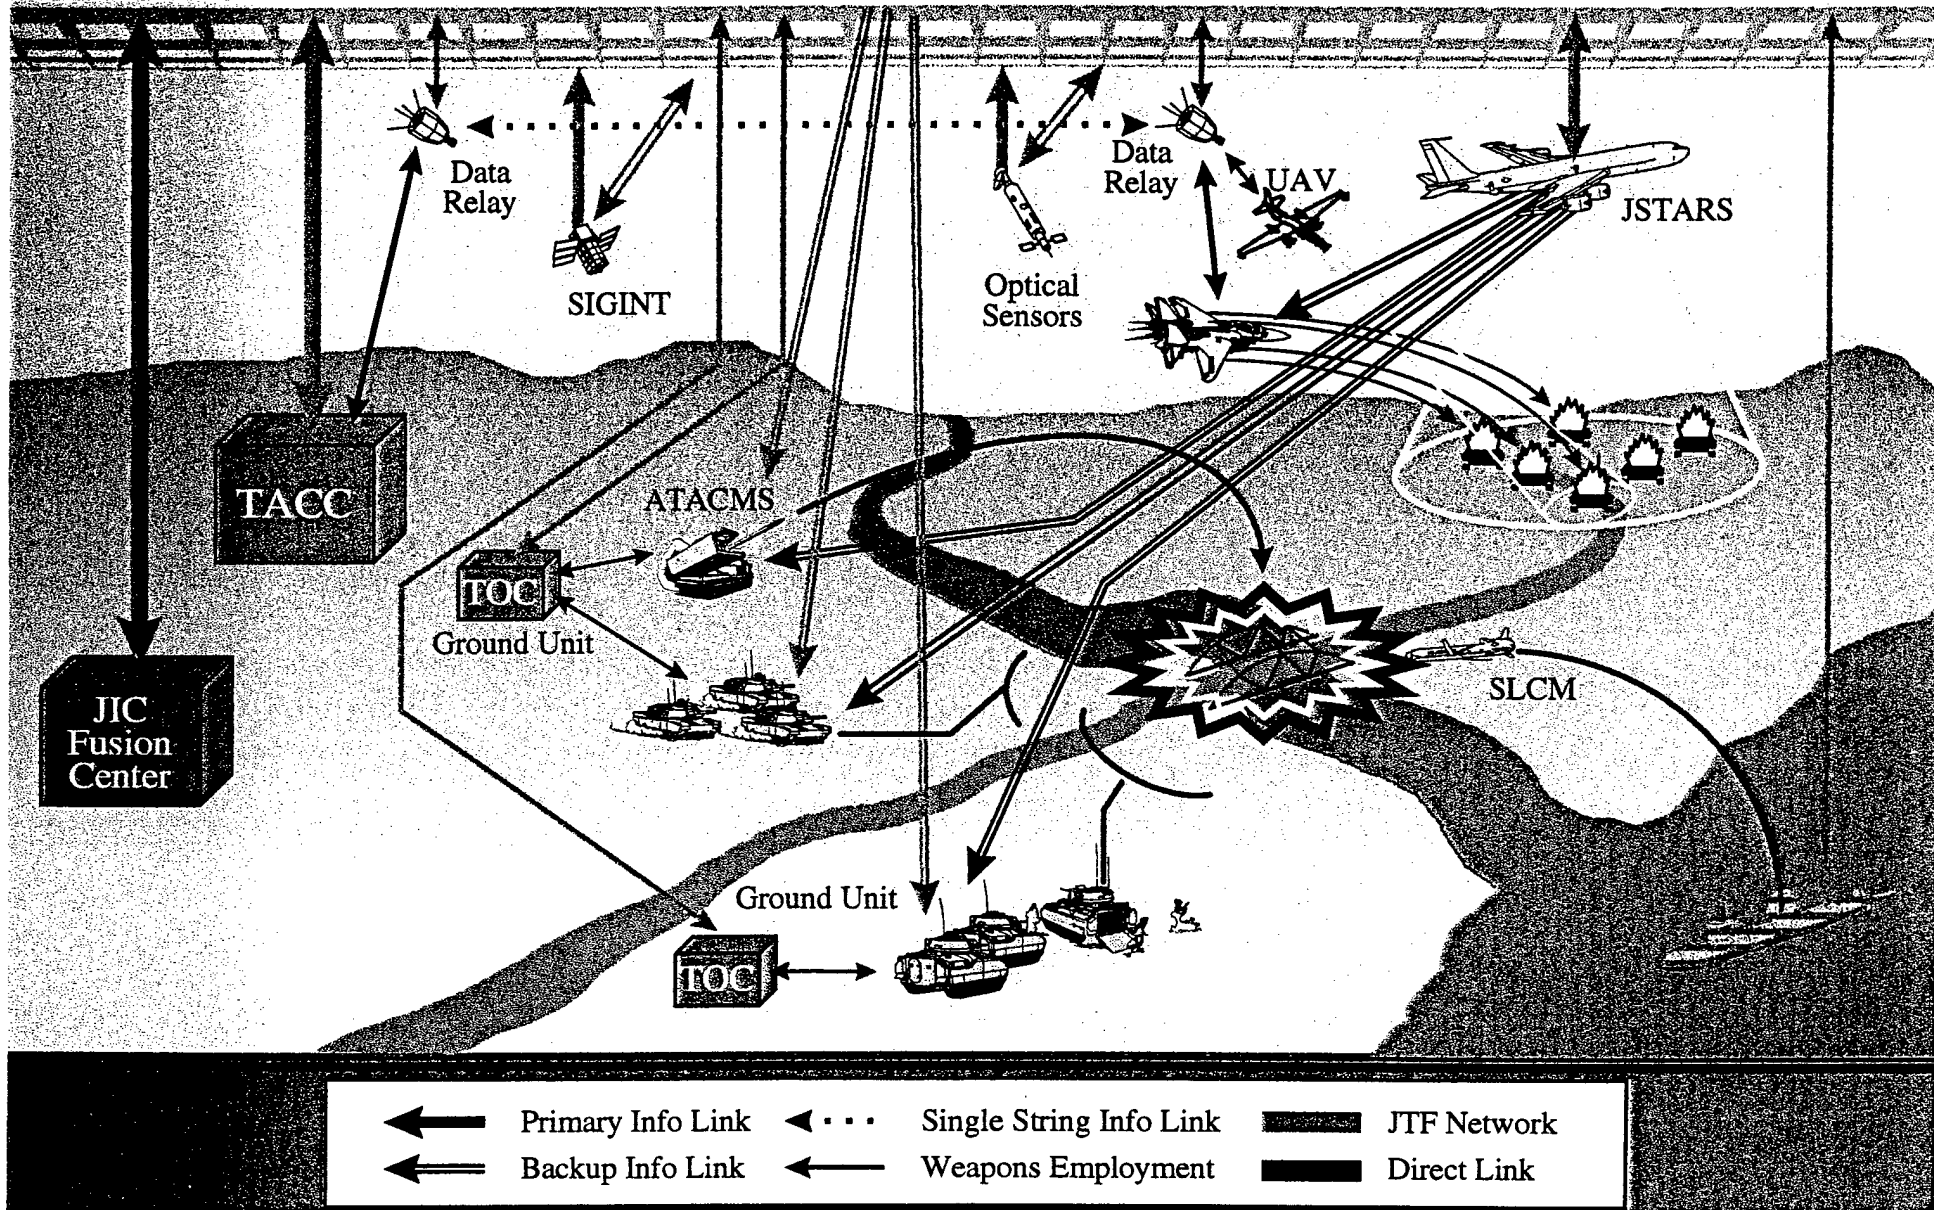 Data
Relay
SIGINT
Optical
Sensors
Data
Relay
UAV
JSTARS
TACC
ATACMS
TOC
Ground Unit
JIC
Fusion
Center
SLCM
Ground Unit
TOC
Primary Info Link
Single String Info Link
JTF Network
Backup Info Link
Weapons Employment
Direct Link